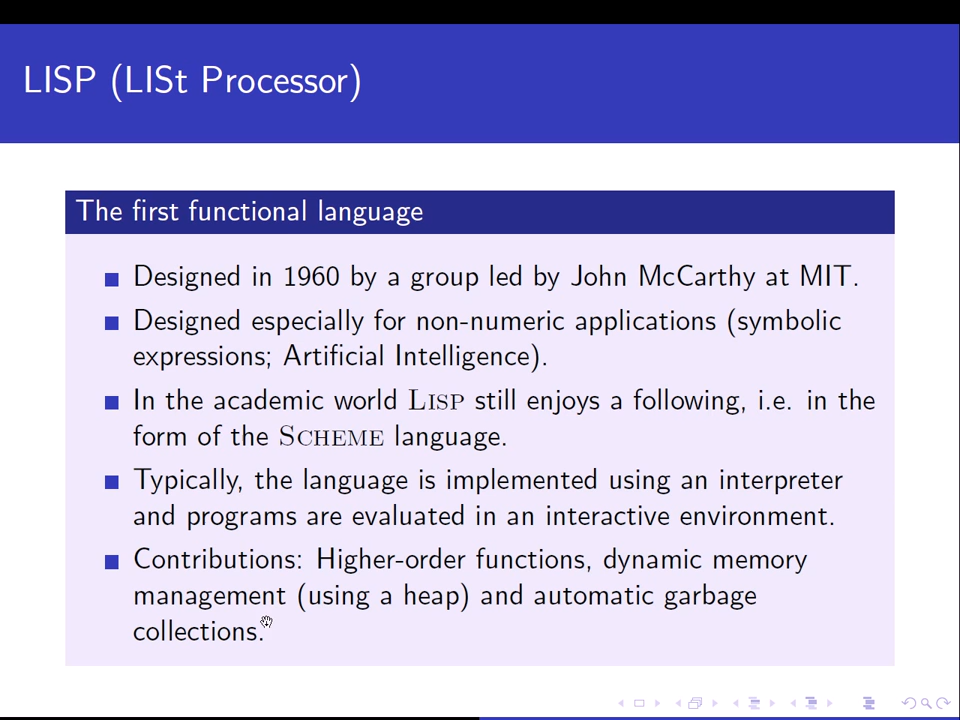 LISP (LISt Processor)
The first functional language
Designed in 1960 by a group led by John McCarthy at MIT.
Designed especially for non-numeric applications (symbolic
expressions; Artificial Intelligence).
In the academic world LISP still enjoys a following, i.e. in the
form of the SCHEME language.
Typically, the language is implemented using an interpreter
and programs are evaluated in an interactive environment.
Contributions: Higher-order functions, dynamic memory
management (using a heap) and automatic garbage
collections.